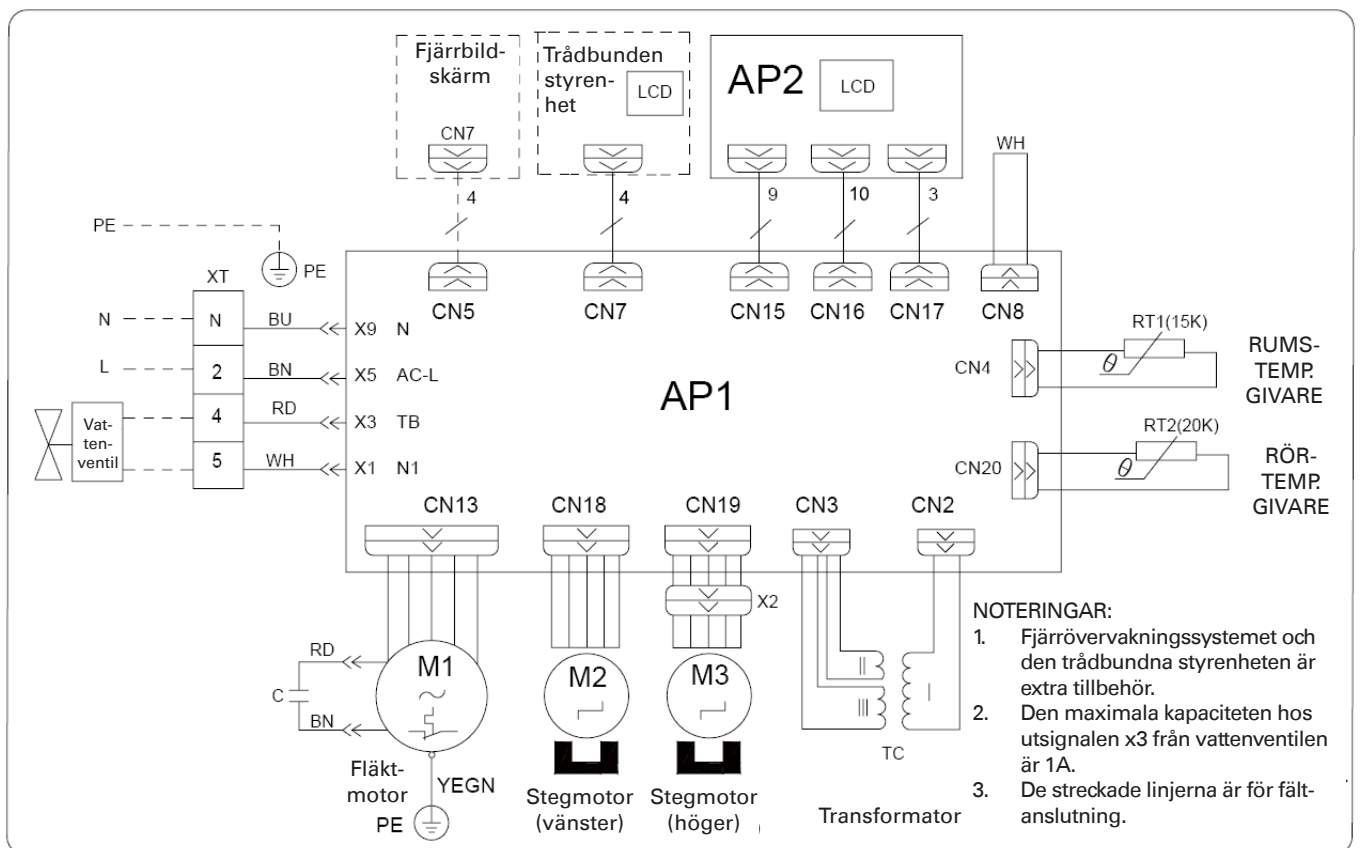 Fjärrbild-
skärm
CN7
4
Trådbunden
styren-
het
LCD
4
AP2
LCD
9
10
3
WH
PE
PE
XT
CN5
CN7
CN15
CN16
CN17
CN8
N
N
BU
X9
N
L
2
BN
X5
AC-L
4
RD
X3
TB
5
WH
X1
N1
Vat-
ten-
ventil
AP1
CN4
RT1(15K)
θ
RUMS-
TEMP.
GIVARE
CN20
RT2(20K)
θ
RÖR-
TEMP.
GIVARE
CN13
CN18
CN19
CN3
CN2
X2
RD
C
BN
M1
M2
M3
II
III
I
TC
Fläkt-
motor
YEGN
PE
Stegmotor
(vänster)
Stegmotor
(höger)
Transformator
NOTERINGAR:
1. Fjärrövervakningssystemet och
den trådbundna styrenheten är
extra tillbehör.
2. Den maximala kapaciteten hos
utsignalen x3 från vattenventilen
är 1A.
3. De streckade linjerna är för fält-
anslutning.